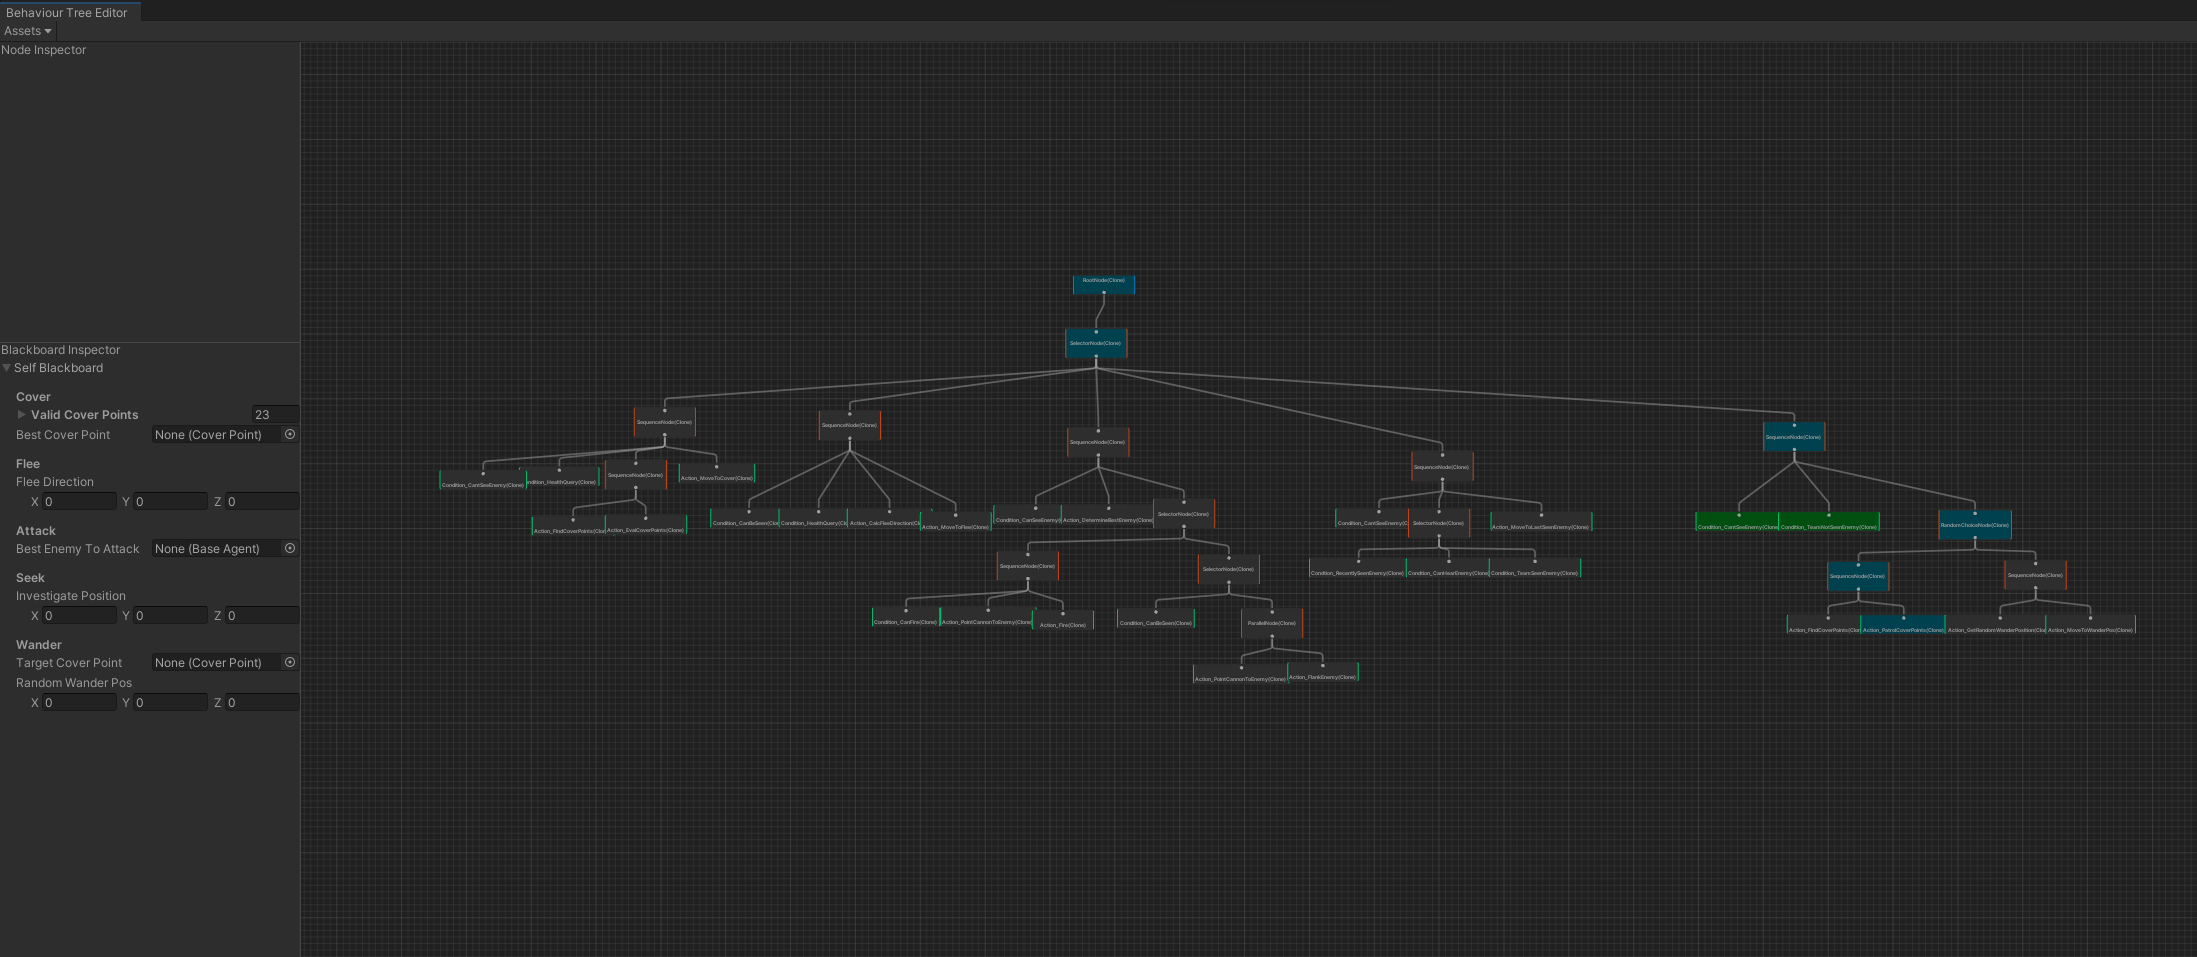 Behaviour Tree Editor
Assets
Node Inspector
Blackboard Inspector
Self Blackboard
Cover
Valid Cover Points 23
Best Cover Point None (Cover Point)
Flee
Flee Direction
X 0 Y 0 Z 0
Attack
Best Enemy To Attack None (Base Agent)
Seek
Investigate Position
X 0 Y 0 Z 0
Wander
Target Cover Point None (Cover Point)
Random Wander Pos
X 0 Y 0 Z 0
RootNode(Clone)
SelectorNode(Clone)
SequenceNode(Clone)
SequenceNode(Clone)
SequenceNode(Clone)
SequenceNode(Clone)
SequenceNode(Clone)
Condition_CantSeeEnemy(Clone)
ndition_HealthQuery(Clone)
SequenceNode(Clone)
Action_MoveToCover(Clone)
Action_FindCoverPoints(Clo
Action_EvalCoverPoints(Clone)
Condition_CanBeSeen(Clone)
Condition_HealthQuery(Cl
Action_CalcFleeDirection(Cl
Action_MoveToFlee(Clone)
Condition_CanSeeEnemy(
Action_DetermineBestEnemy(Clone)
SelectorNode(Clone)
SequenceNode(Clone)
SelectorNode(Clone)
Condition_CanFire(Clone)
Action_PointCannonToEnemy(Clone)
Action_Fire(Clone)
Condition_CanBeSeen(Clone)
ParallelNode(Clone)
Action_PointCannonToEnemy(Clone)
Action_FlankEnemy(Clone)
Condition_CantSeeEnemy(C
SelectorNode(Clone)
Action_MoveToLastSeenEnemy(Clone)
Condition_RecentlySeenEnemy(Clone)
Condition_CanHearEnemy(Clone)
Condition_TeamSeenEnemy(Clone)
Condition_CantSeeEnemy(Clone)
Condition_TeamNotSeenEnemy(Clone)
RandomChoiceNode(Clone)
SequenceNode(Clone)
SequenceNode(Clone)
Action_FindCoverPoints(Clo
Action_PatrolCoverPoints(Clone)
Action_GetRandomWanderPosition(Clo
Action_MoveToWanderPos(Clone)